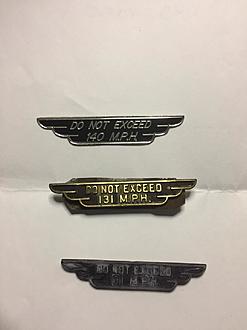 DO NOT EXCEED
140 M.P.H.
DO NOT EXCEED
131 M.P.H.
DO NOT EXCEED
M.P.H.